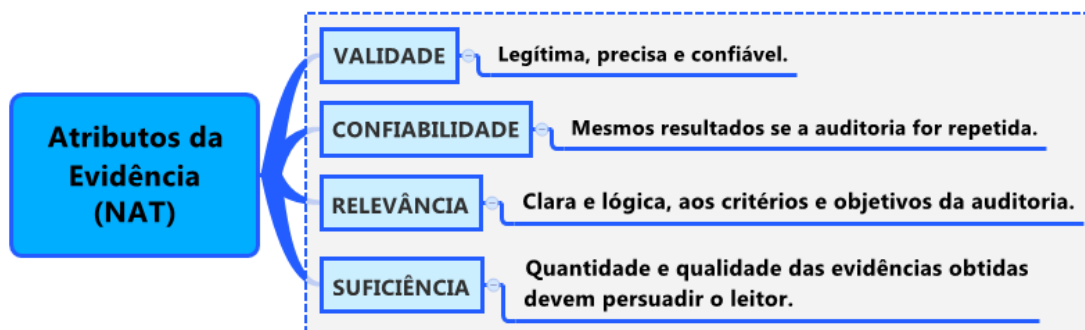 Atributos da
Evidência
(NAT)
VALIDADE
Legítima, precisa e confiável.
CONFIABILIDADE
Mesmos resultados se a auditoria for repetida.
RELEVÂNCIA
Clara e lógica, aos critérios e objetivos da auditoria.
SUFICIÊNCIA
Quantidade e qualidade das evidências obtidas
devem persuadir o leitor.